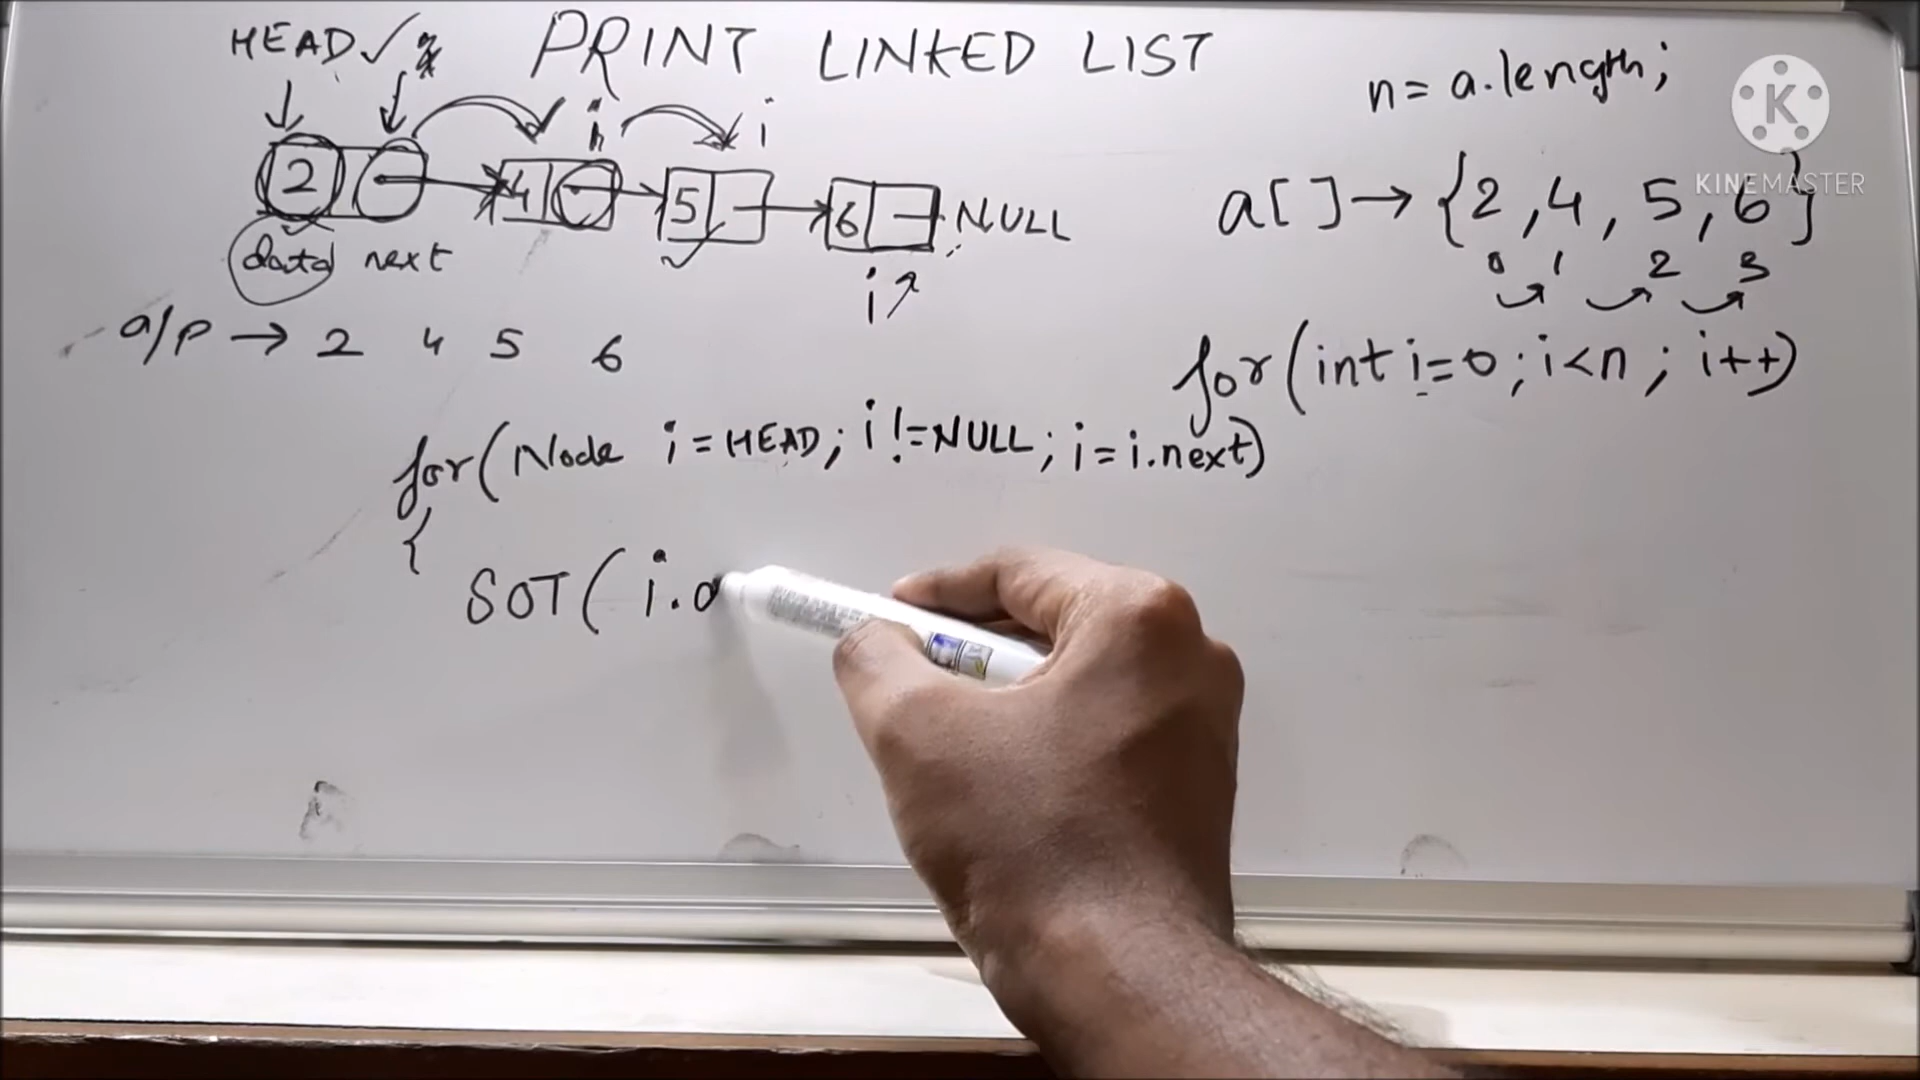 HEAD PRINT LINKED LIST
n = a.length;
K
KINEMASTER
i i
2 4 5 6 NULL
a[ ] → {2, 4, 5, 6}
0 1 2 3
data next
i
o/p → 2 4 5 6
for(int i=0; i<n; i++)
for(Node i=HEAD; i!=NULL; i=i.next)
{
SOT( i.d